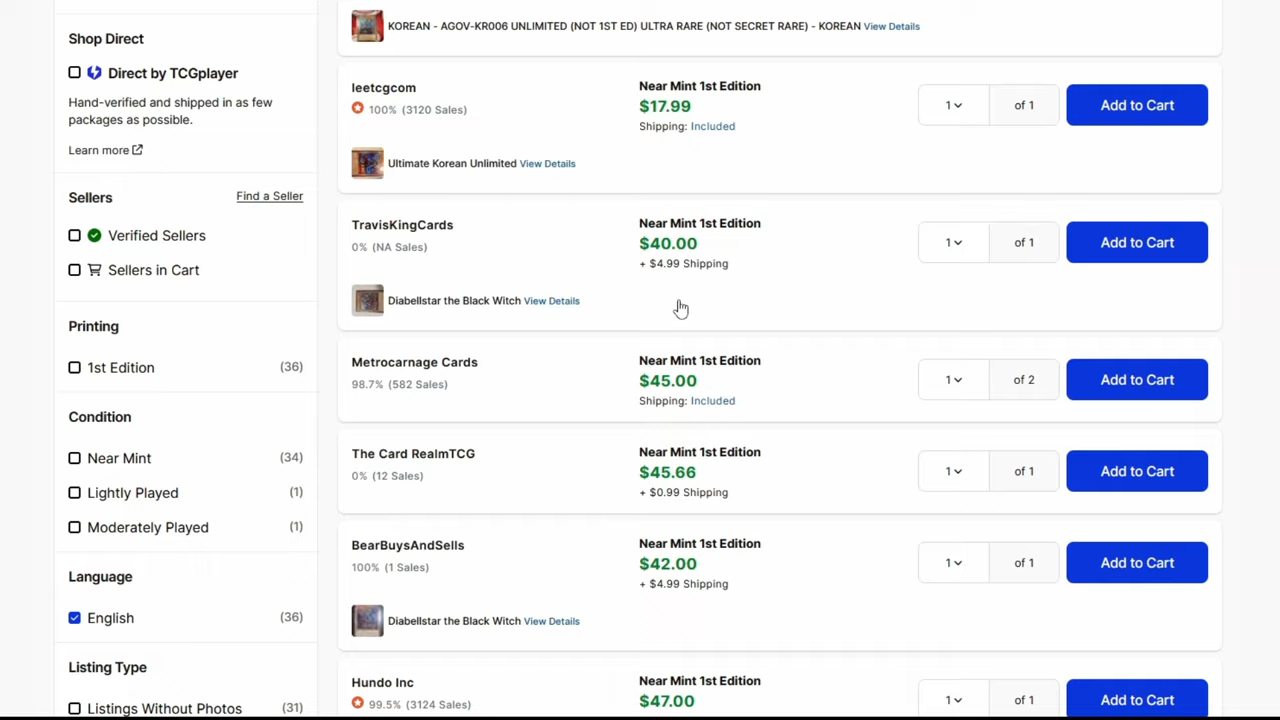 Shop Direct
Direct by TCGplayer
Hand-verified and shipped in as few
packages as possible.
Learn more
Sellers
Find a Seller
Verified Sellers
Sellers in Cart
Printing
1st Edition (36)
Condition
Near Mint (34)
Lightly Played (1)
Moderately Played (1)
Language
English (36)
Listing Type
Listings Without Photos (31)
KOREAN - AGOV-KR006 UNLIMITED (NOT 1ST ED) ULTRA RARE (NOT SECRET RARE) - KOREAN View Details
leetcgcom
100% (3120 Sales)
Near Mint 1st Edition
$17.99
Shipping: Included
1 of 1
Add to Cart
Ultimate Korean Unlimited View Details
TravisKingCards
0% (NA Sales)
Near Mint 1st Edition
$40.00
+ $4.99 Shipping
1 of 1
Add to Cart
Diabellstar the Black Witch View Details
Metrocarnage Cards
98.7% (582 Sales)
Near Mint 1st Edition
$45.00
Shipping: Included
1 of 2
Add to Cart
The Card RealmTCG
0% (12 Sales)
Near Mint 1st Edition
$45.66
+ $0.99 Shipping
1 of 1
Add to Cart
BearBuysAndSells
100% (1 Sales)
Near Mint 1st Edition
$42.00
+ $4.99 Shipping
1 of 1
Add to Cart
Diabellstar the Black Witch View Details
Hundo Inc
99.5% (3124 Sales)
Near Mint 1st Edition
$47.00
1 of 1
Add to Cart